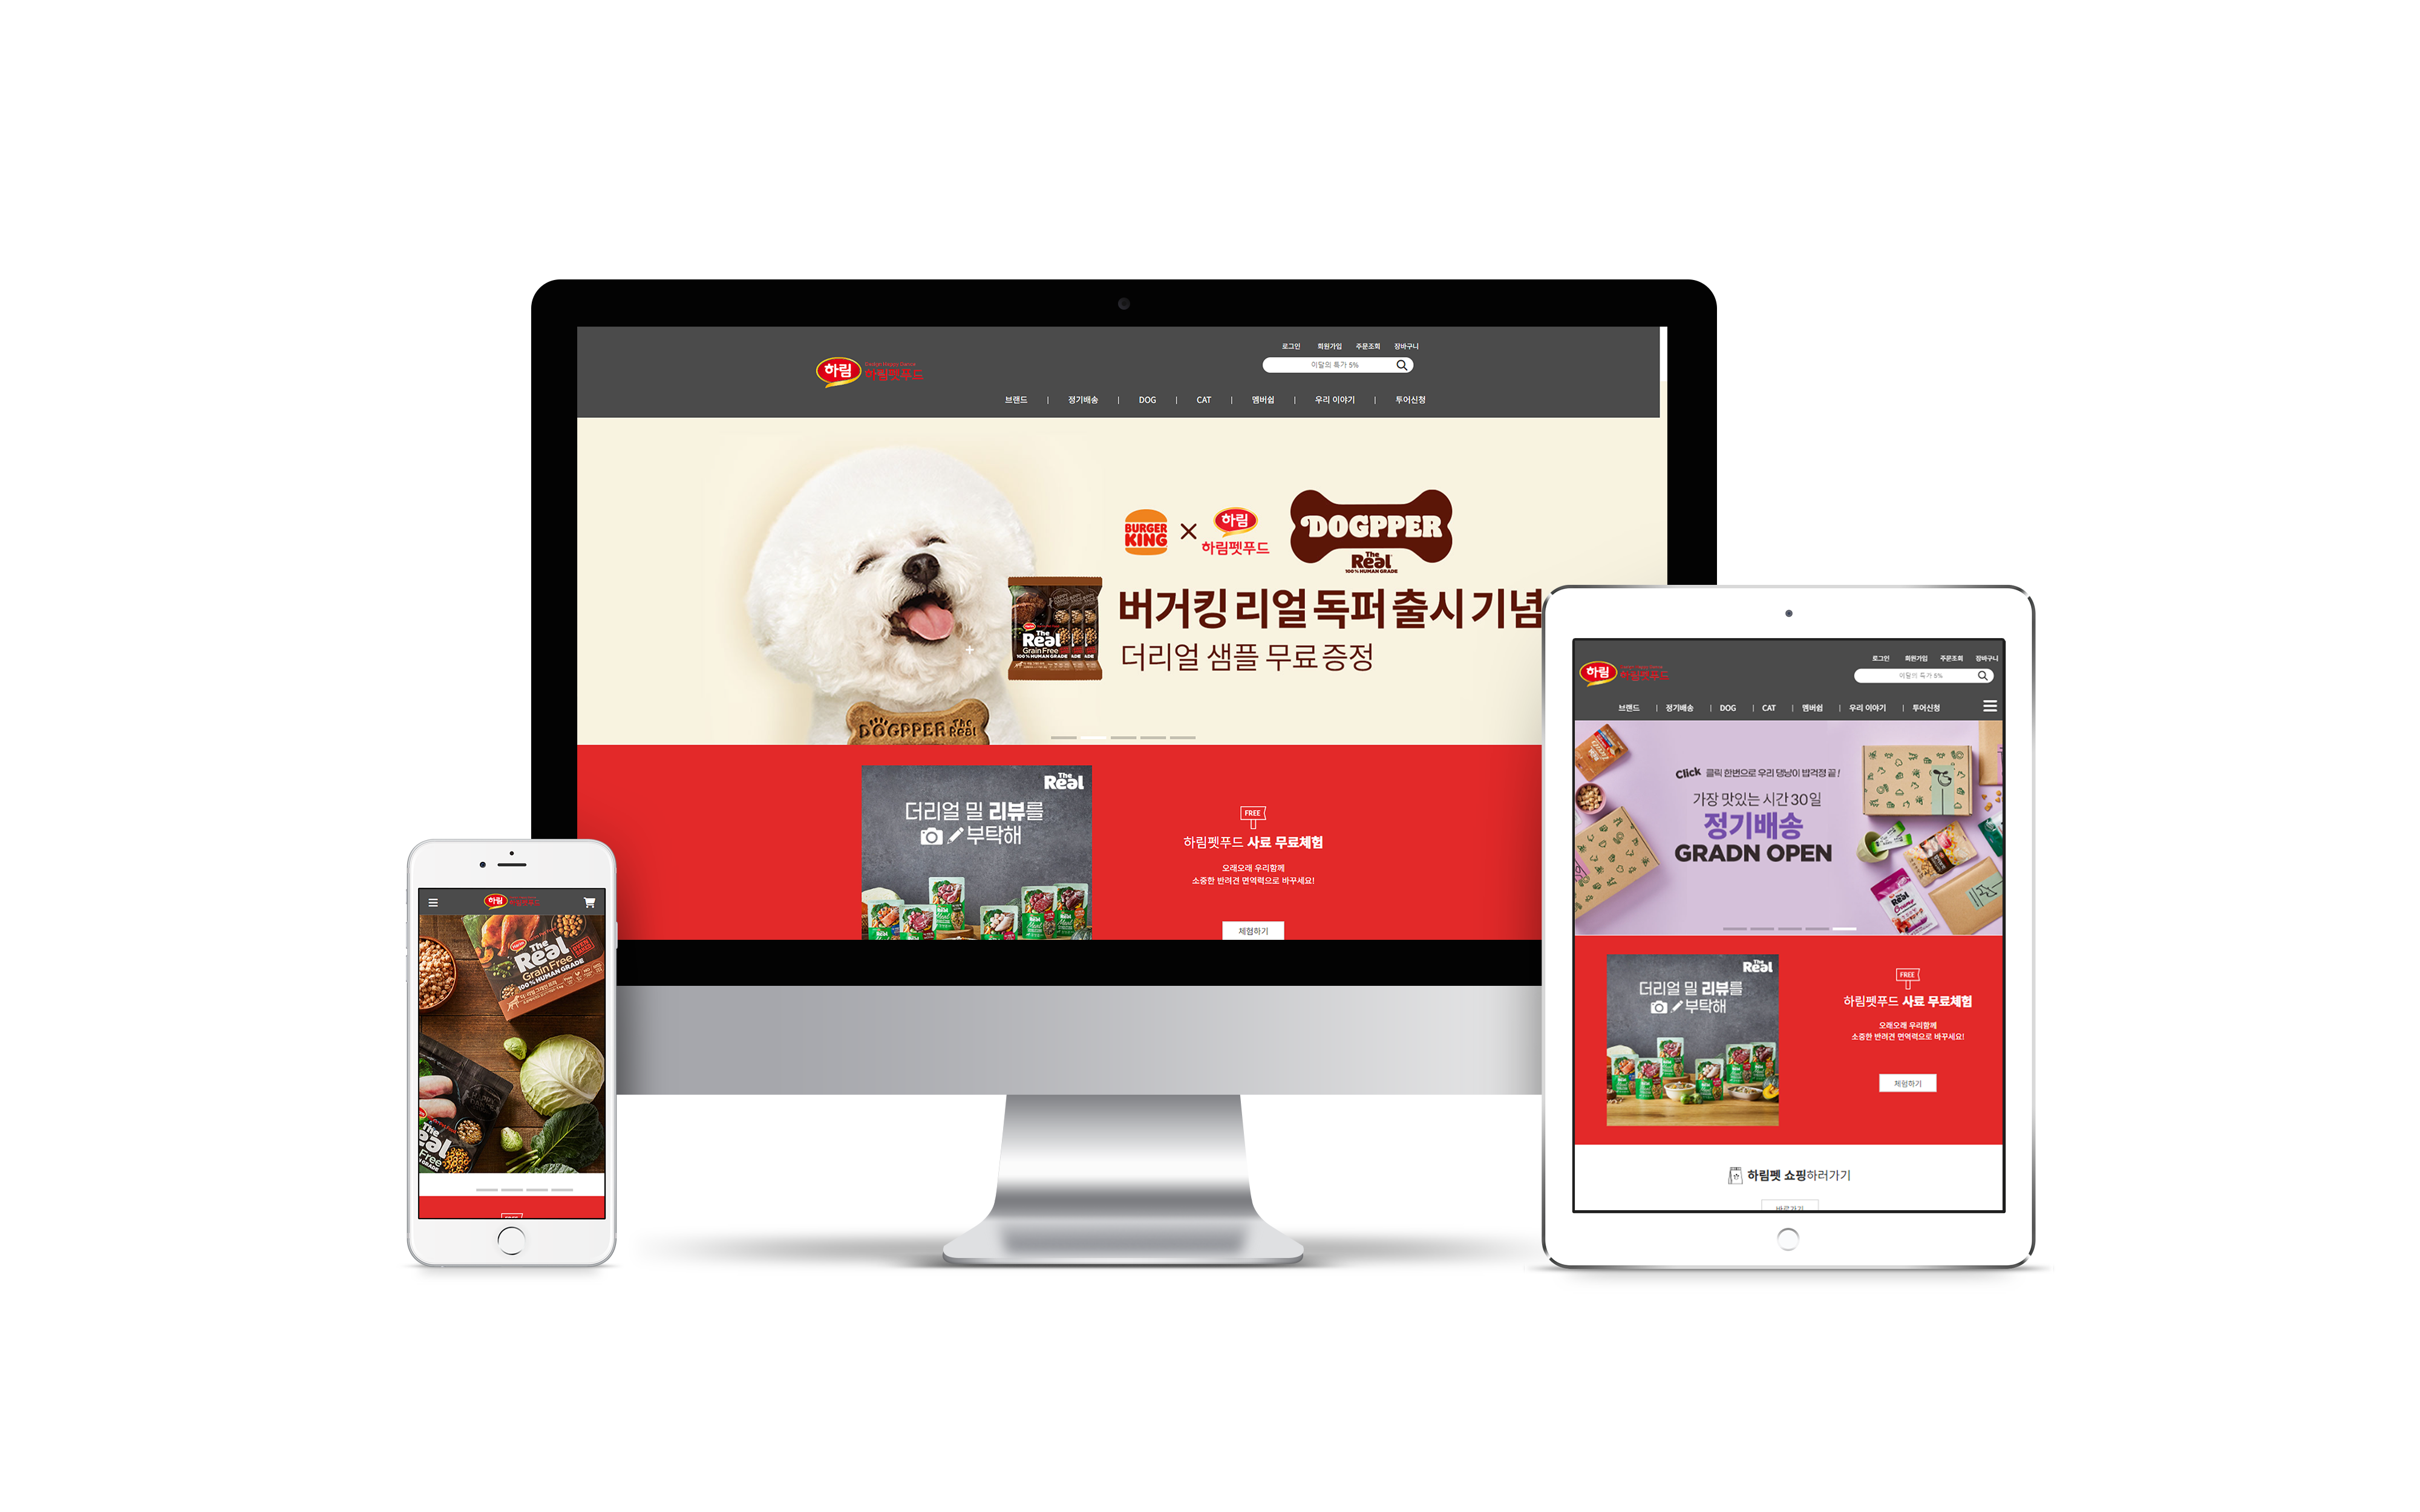 로그인 회원가입 주문조회 장바구니
하림
하림펫푸드
이달의 특가 5%
브랜드 | 정기배송 | DOG | CAT | 멤버쉽 | 우리 이야기 | 투어신청
BURGER
KING
×
하림
하림펫푸드
DOGPPER
The
Real
100% HUMAN GRADE
버거킹 리얼 독퍼 출시 기념
더리얼 샘플 무료 증정
The
Real
Grain Free
100% HUMAN GRADE
DOGPPER The Real
The
Real
더리얼 밀 리뷰를
부탁해
FREE
하림펫푸드 사료 무료체험
오래오래 우리함께
소중한 반려견 면역력으로 바꾸세요!
체험하기
하림
The
Real
Grain Free
100% HUMAN GRADE
The
Real
Free
로그인 회원가입 주문조회 장바구니
하림
하림펫푸드
이달의 특가 5%
브랜드 | 정기배송 | DOG | CAT | 멤버쉽 | 우리 이야기 | 투어신청
Click 클릭 한번으로 우리 댕냥이 밥걱정 끝!
가장 맛있는 시간 30일
정기배송
GRADN OPEN
The
Real
더리얼 밀 리뷰를
부탁해
FREE
하림펫푸드 사료 무료체험
오래오래 우리함께
소중한 반려견 면역력으로 바꾸세요!
체험하기
하림펫 쇼핑하러가기
바로가기